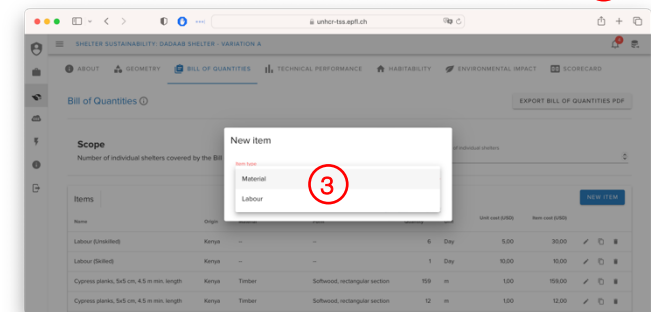 unhcr-tss.epfl.ch
SHELTER SUSTAINABILITY: DADAAB SHELTER - VARIATION A
ABOUT GEOMETRY BILL OF QUANTITIES TECHNICAL PERFORMANCE HABITABILITY ENVIRONMENTAL IMPACT SCORECARD
Bill of Quantities
EXPORT BILL OF QUANTITIES PDF
Scope
Number of individual shelters covered by the Bill
of individual shelters
New item
Item type
Material
3
Labour
Items
NEW ITEM
Name Origin Unit cost (USD) Item cost (USD)
Labour (Unskilled) Kenya – – 6 Day 5,00 30,00
Labour (Skilled) Kenya – – 1 Day 10,00 10,00
Cypress planks, 5x5 cm, 4.5 m min. length Kenya Timber Softwood, rectangular section 159 m 1,00 159,00
Cypress planks, 5x5 cm, 4.5 m min. length Kenya Timber Softwood, rectangular section 12 m 1,00 12,00